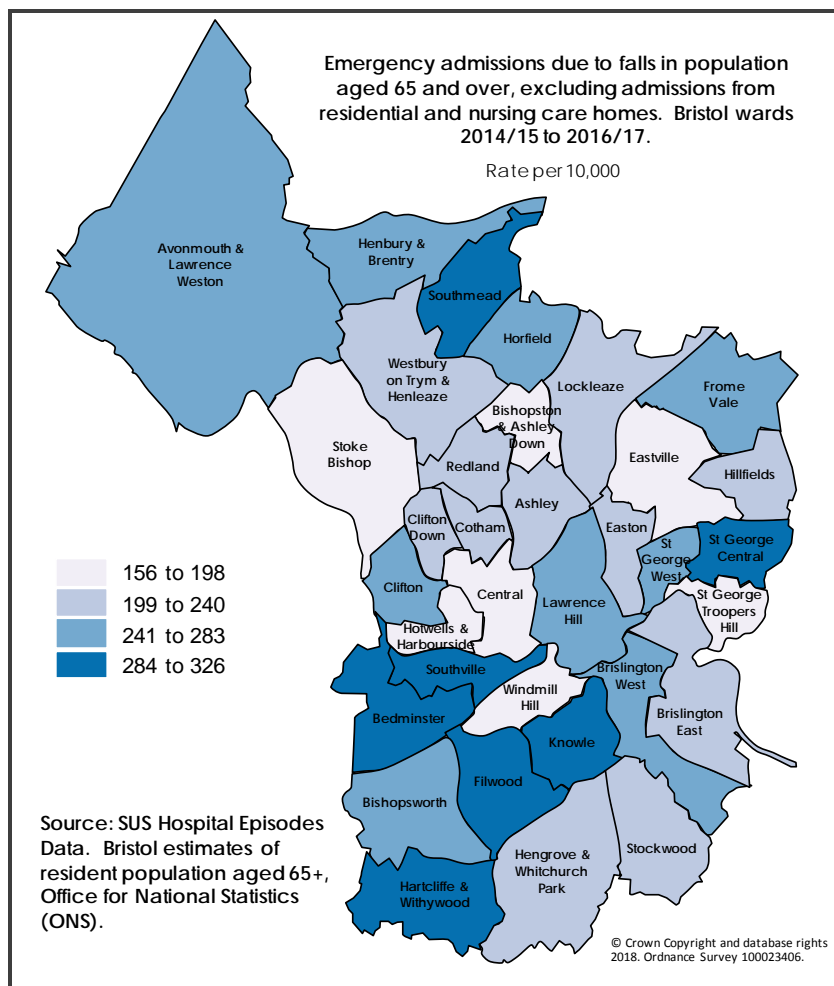 Emergency admissions due to falls in population
aged 65 and over, excluding admissions from
residential and nursing care homes. Bristol wards
2014/15 to 2016/17.
Rate per 10,000
Avonmouth &
Lawrence
Weston
Henbury &
Brentry
Southmead
Horfield
Westbury
on Trym &
Henleaze
Lockleaze
Frome
Vale
Bishopston
& Ashley
Down
Stoke
Bishop
Redland
Eastville
Hillfields
Clifton
Down
Cotham
Ashley
Easton
St
George
West
St George
Central
Clifton
Central
Lawrence
Hill
St George
Troopers
Hill
Hotwells &
Harbourside
Southville
Windmill
Hill
Brislington
West
Bedminster
Knowle
Brislington
East
Filwood
Bishopsworth
Stockwood
Hengrove &
Whitchurch
Park
Hartcliffe &
Withywood
156 to 198
199 to 240
241 to 283
284 to 326
Source: SUS Hospital Episodes
Data.  Bristol estimates of
resident population aged 65+,
Office for National Statistics
(ONS).
© Crown Copyright and database rights
2018. Ordnance Survey 100023406.